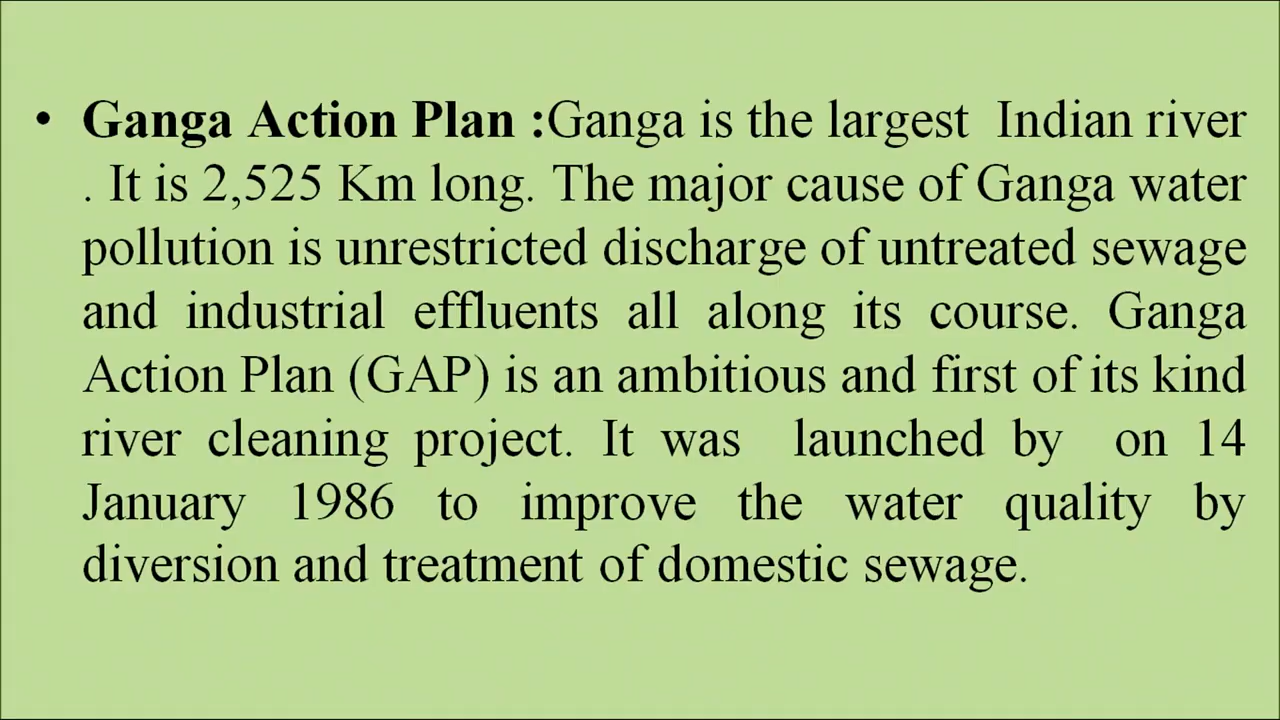 • Ganga Action Plan :Ganga is the largest  Indian river
. It is 2,525 Km long. The major cause of Ganga water
pollution is unrestricted discharge of untreated sewage
and industrial effluents all along its course. Ganga
Action Plan (GAP) is an ambitious and first of its kind
river cleaning project. It was  launched by  on 14
January 1986 to improve the water quality by
diversion and treatment of domestic sewage.